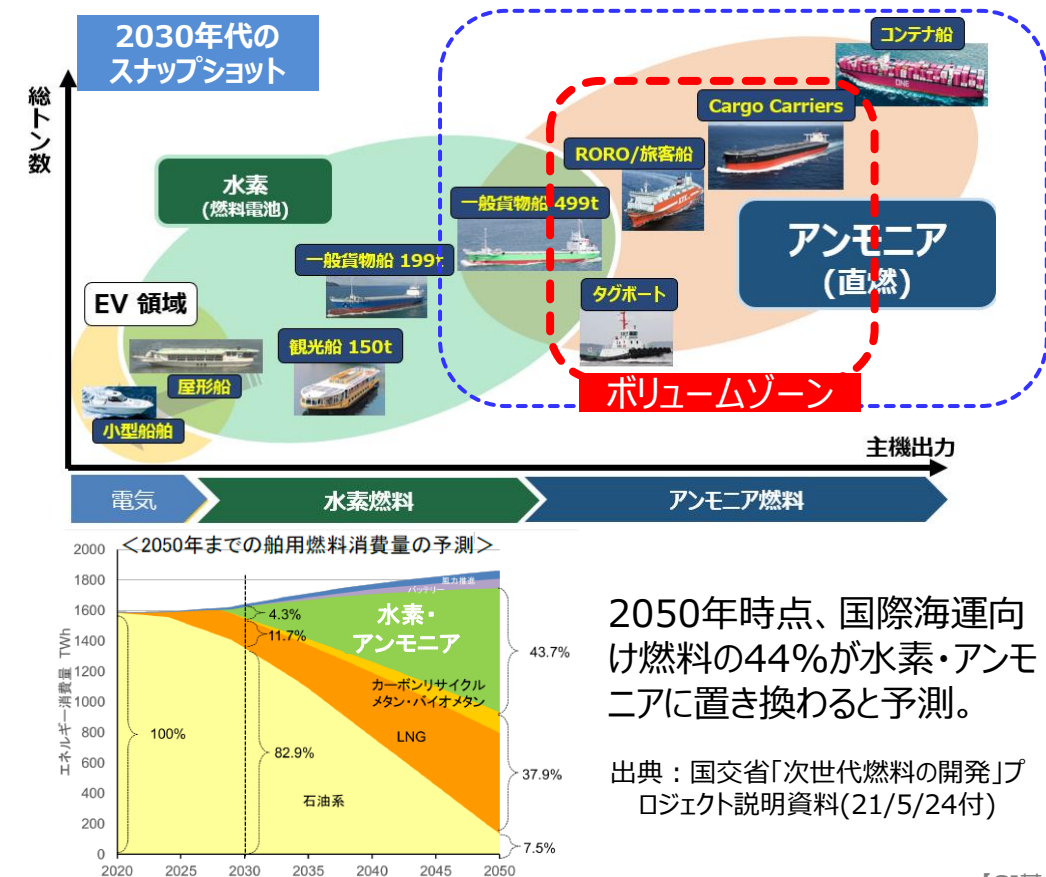 2030年代の
スナップショット
総トン数
コンテナ船
Cargo Carriers
RORO/旅客船
水素
(燃料電池)
一般貨物船 499t
アンモニア
(直燃)
一般貨物船 199t
タグボート
EV 領域
観光船 150t
屋形船
ボリュームゾーン
小型船舶
主機出力
電気
水素燃料
アンモニア燃料
＜2050年までの舶用燃料消費量の予測＞
エネルギー消費量 TWh
2000
1800
1600
1400
1200
1000
800
600
400
200
0
風力推進
バッテリー
水素・
アンモニア
4.3%
11.7%
43.7%
カーボンリサイクル
メタン・バイオメタン
LNG
100%
82.9%
37.9%
石油系
7.5%
2020 2025 2030 2035 2040 2045 2050
2050年時点、国際海運向
け燃料の44%が水素・アンモ
ニアに置き換わると予測。
出典：国交省「次世代燃料の開発」プ
ロジェクト説明資料(21/5/24付)